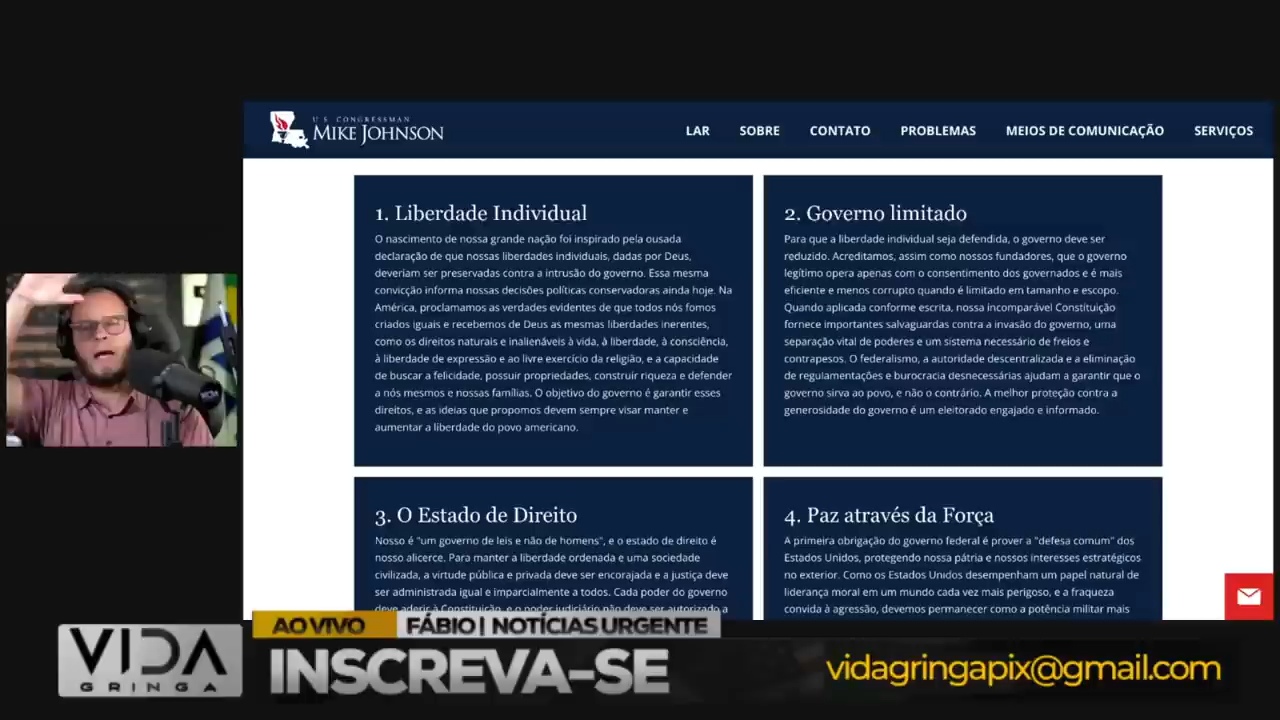 U.S. CONGRESSMAN
MIKE JOHNSON
LAR SOBRE CONTATO PROBLEMAS MEIOS DE COMUNICAÇÃO SERVIÇOS
1. Liberdade Individual
O nascimento de nossa grande nação foi inspirado pela ousada
declaração de que nossas liberdades individuais, dadas por Deus,
deveriam ser preservadas contra a intrusão do governo. Essa mesma
convicção informa nossas decisões políticas conservadoras ainda hoje. Na
América, proclamamos as verdades evidentes de que todos nós fomos
criados iguais e recebemos de Deus as mesmas liberdades inerentes,
como os direitos naturais e inalienáveis à vida, à liberdade, à consciência,
à liberdade de expressão e ao livre exercício da religião, e a capacidade
de buscar a felicidade, possuir propriedades, construir riqueza e defender
a nós mesmos e nossas famílias. O objetivo do governo é garantir esses
direitos, e as ideias que propomos devem sempre visar manter e
aumentar a liberdade do povo americano.
2. Governo limitado
Para que a liberdade individual seja defendida, o governo deve ser
reduzido. Acreditamos, assim como nossos fundadores, que o governo
legítimo opera apenas com o consentimento dos governados e é mais
eficiente e menos corrupto quando é limitado em tamanho e escopo.
Quando aplicada conforme escrita, nossa incomparável Constituição
fornece importantes salvaguardas contra a invasão do governo, uma
separação vital de poderes e um sistema necessário de freios e
contrapesos. O federalismo, a autoridade descentralizada e a eliminação
de regulamentações e burocracia desnecessárias ajudam a garantir que o
governo sirva ao povo, e não o contrário. A melhor proteção contra a
generosidade do governo é um eleitorado engajado e informado.
3. O Estado de Direito
Nosso é "um governo de leis e não de homens", e o estado de direito é
nosso alicerce. Para manter a liberdade ordenada e uma sociedade
civilizada, a virtude pública e privada deve ser encorajada e a justiça deve
ser administrada igual e imparcialmente a todos. Cada poder do governo
deve aderir à Constituição, e o poder judiciário não deve ser autorizado a
4. Paz através da Força
A primeira obrigação do governo federal é prover a "defesa comum" dos
Estados Unidos, protegendo nossa pátria e nossos interesses estratégicos
no exterior. Como os Estados Unidos desempenham um papel natural de
liderança moral em um mundo cada vez mais perigoso, e a fraqueza
convida à agressão, devemos permanecer como a potência militar mais
AO VIVO FÁBIO | NOTÍCIAS URGENTE
VIDA
GRINGA
INSCREVA-SE
vidagringapix@gmail.com